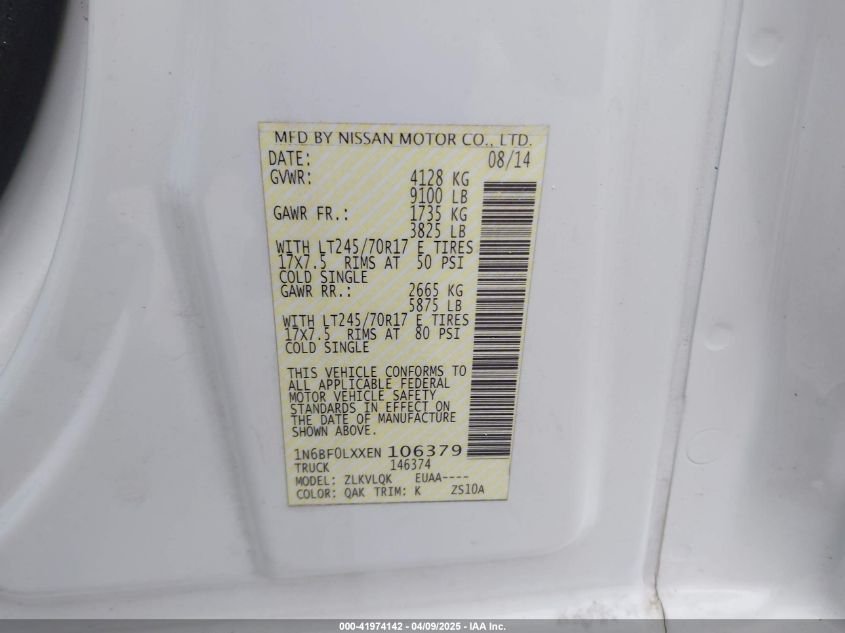 MFD BY NISSAN MOTOR CO., LTD.
DATE: 08/14
GVWR: 4128 KG
9100 LB
GAWR FR.: 1735 KG
3825 LB
WITH LT245/70R17 E TIRES
17X7.5 RIMS AT 50 PSI
COLD SINGLE
GAWR RR.: 2665 KG
5875 LB
WITH LT245/70R17 E TIRES
17X7.5 RIMS AT 80 PSI
COLD SINGLE
THIS VEHICLE CONFORMS TO
ALL APPLICABLE FEDERAL
MOTOR VEHICLE SAFETY
STANDARDS IN EFFECT ON
THE DATE OF MANUFACTURE
SHOWN ABOVE.
1N6BF0LXXEN 106379
TRUCK 146374
MODEL: ZLKVLQK EUAA----
COLOR: QAK TRIM: K ZS10A
000-41974142 - 04/09/2025 - IAA Inc.